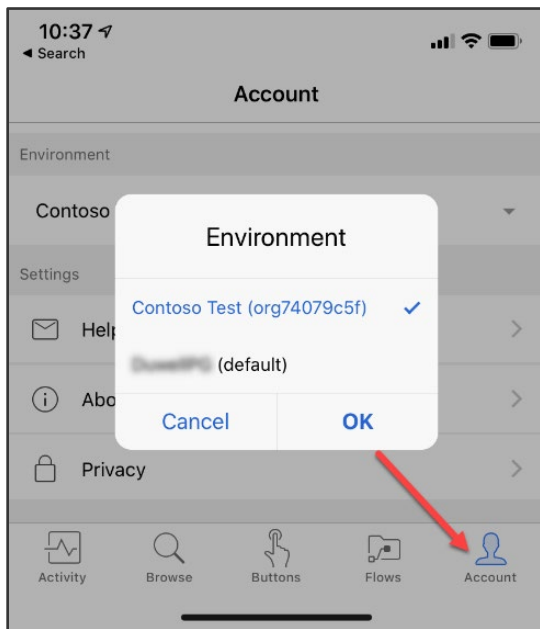 10:37
Search
Account
Environment
Contoso
Environment
Contoso Test (org74079c5f)
(default)
Cancel
OK
Settings
Help
Abo
Privacy
Activity
Browse
Buttons
Flows
Account